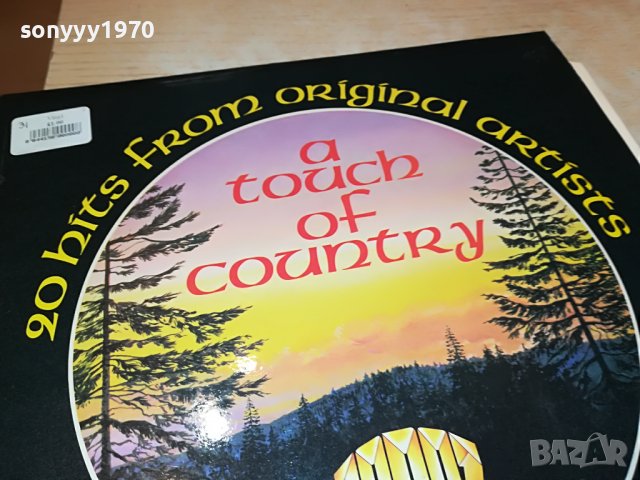 sonyyy1970
20 hits from original artists
a
touch
of
country
BAZAR